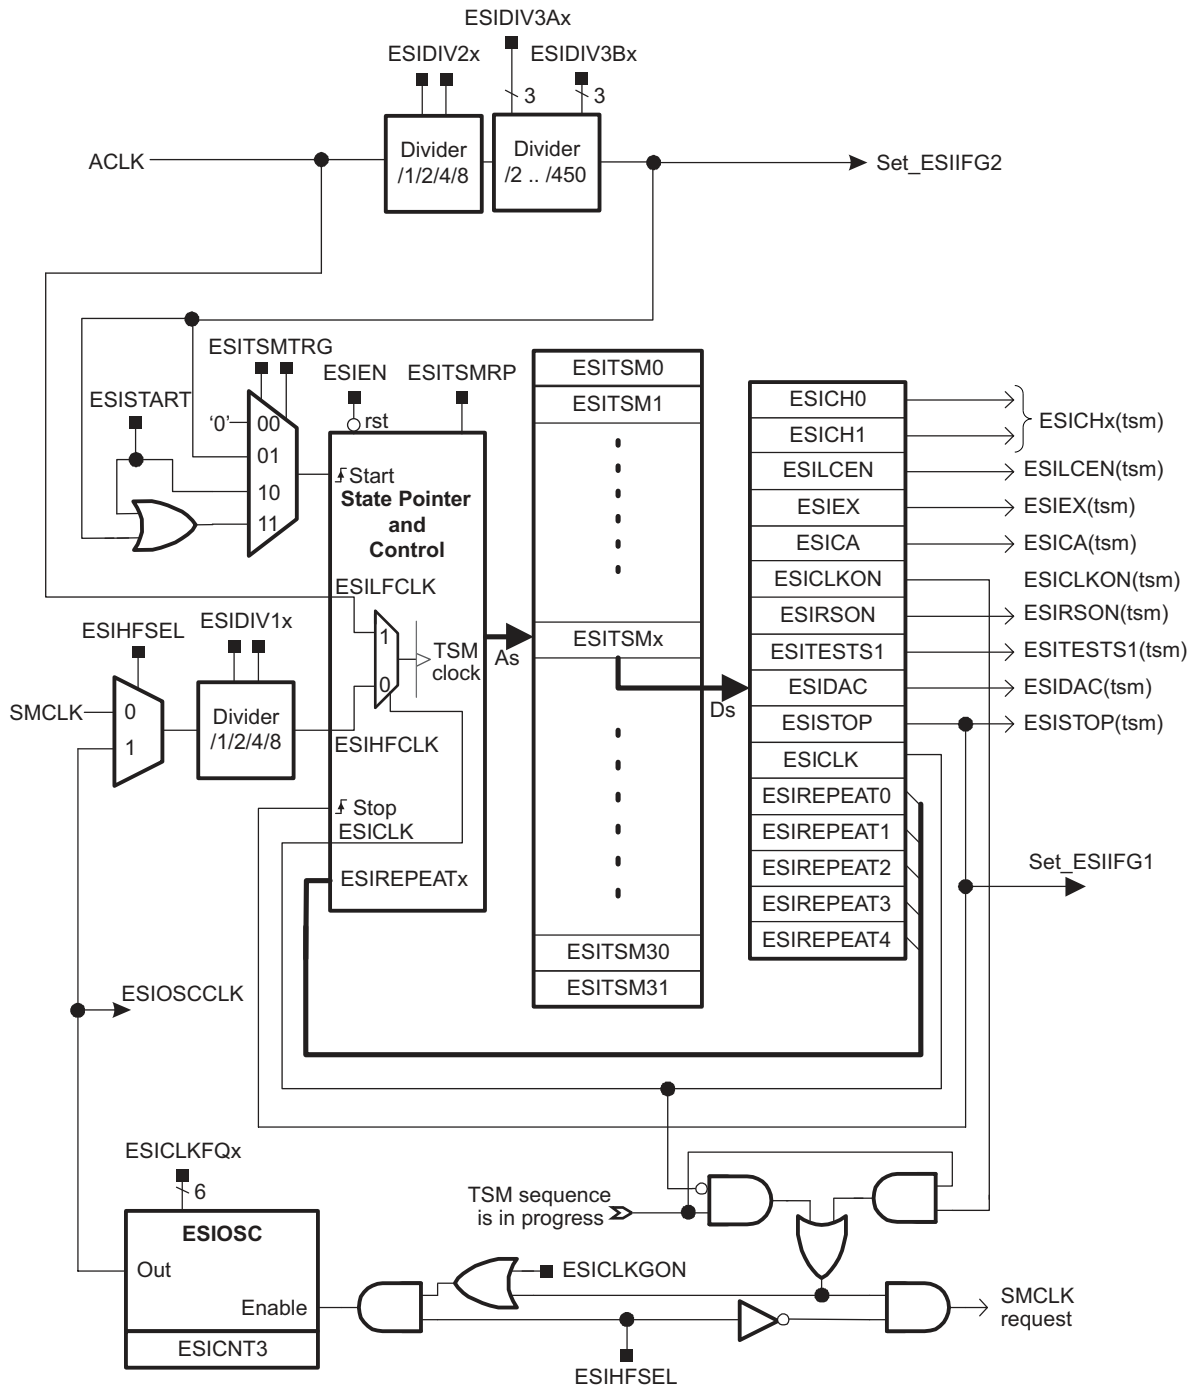 ESIDIV3Ax
ESIDIV2x
ESIDIV3Bx
3
3
ACLK
Divider
/1/2/4/8
Divider
/2 .. /450
Set_ESIIFG2
ESITSMTRG
ESIEN
ESITSMRP
ESISTART
'0'
00
01
10
11
rst
Start
State Pointer
and
Control
ESILFCLK
1
0
TSM
clock
ESIHFCLK
Stop
ESICLK
ESIREPEATx
As
ESIHFSEL
ESIDIV1x
SMCLK
0
1
Divider
/1/2/4/8
ESITSM0
ESITSM1
ESITSMx
ESITSM30
ESITSM31
Ds
ESICH0
ESICH1
ESILCEN
ESIEX
ESICA
ESICLKON
ESIRSON
ESITESTS1
ESIDAC
ESISTOP
ESICLK
ESIREPEAT0
ESIREPEAT1
ESIREPEAT2
ESIREPEAT3
ESIREPEAT4
ESICHx(tsm)
ESILCEN(tsm)
ESIEX(tsm)
ESICA(tsm)
ESICLKON(tsm)
ESIRSON(tsm)
ESITESTS1(tsm)
ESIDAC(tsm)
ESISTOP(tsm)
Set_ESIIFG1
ESIOSCCLK
ESICLKFQx
6
ESIOSC
Out
Enable
ESICNT3
TSM sequence
is in progress
ESICLKGON
ESIHFSEL
SMCLK
request